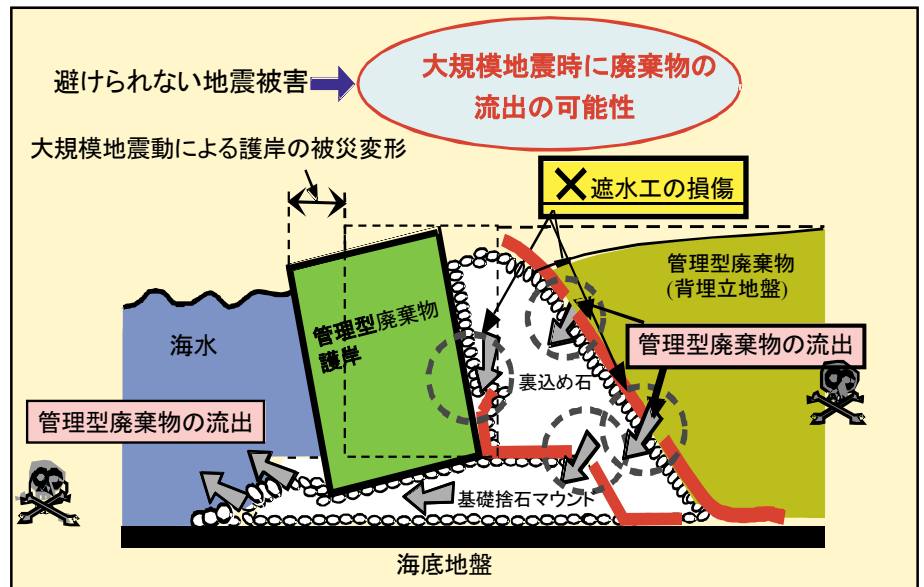 避けられない地震被害
大規模地震時に廃棄物の
流出の可能性
大規模地震動による護岸の被災変形
×遮水工の損傷
管理型廃棄物
(背埋立地盤)
管理型廃棄物
護岸
海水
管理型廃棄物の流出
裏込め石
管理型廃棄物の流出
基礎捨石マウンド
海底地盤